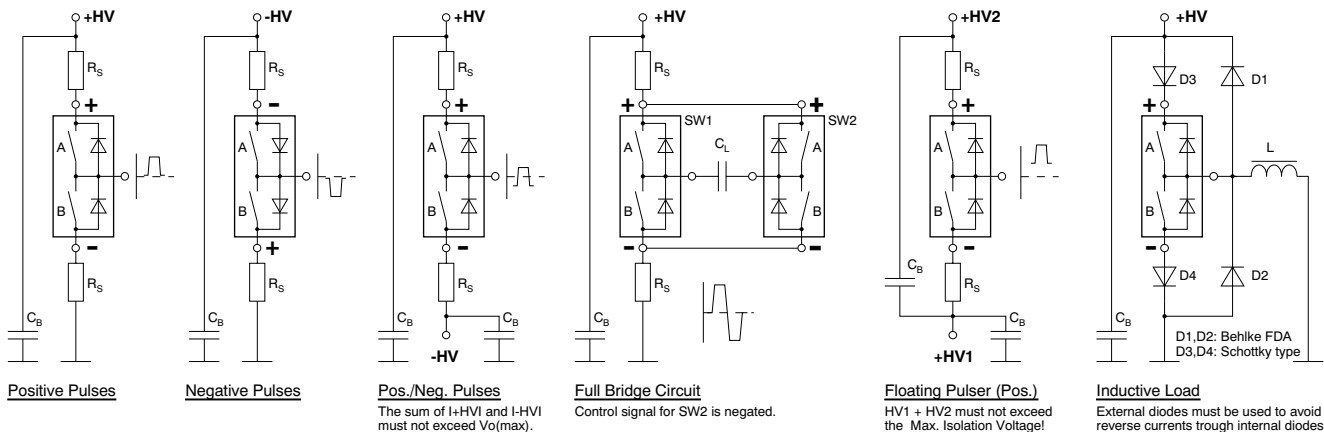 +HV
R_S
+
A
B
-
R_S
C_B
Positive Pulses
-HV
R_S
-
A
B
+
R_S
C_B
Negative Pulses
+HV
R_S
+
A
B
-
R_S
C_B
C_B
-HV
Pos./Neg. Pulses
The sum of I+HVI and I-HVI
must not exceed Vo(max).
+HV
R_S
+
+
SW1
SW2
A
A
C_L
B
B
-
-
R_S
C_B
Full Bridge Circuit
Control signal for SW2 is negated.
+HV2
R_S
+
A
B
-
C_B
R_S
C_B
+HV1
Floating Pulser (Pos.)
HV1 + HV2 must not exceed
the Max. Isolation Voltage!
+HV
D3
D1
+
A
L
B
-
D4
D2
C_B
D1,D2: Behlke FDA
D3,D4: Schottky type
Inductive Load
External diodes must be used to avoid
reverse currents trough internal diodes